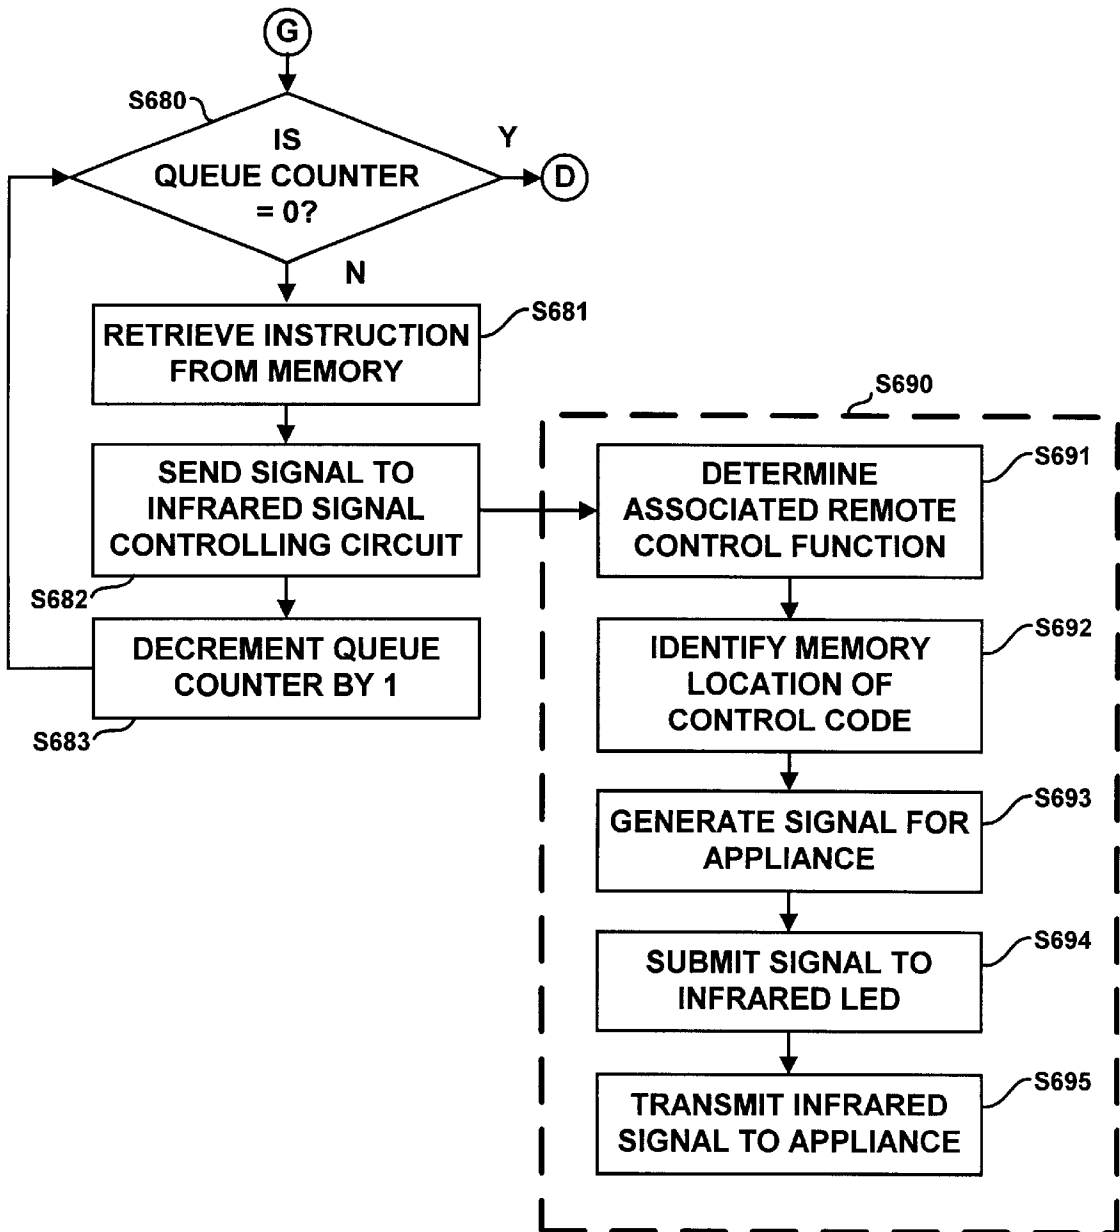 G
S680
IS
QUEUE COUNTER
= 0?
Y
D
N
S681
RETRIEVE INSTRUCTION
FROM MEMORY
SEND SIGNAL TO
INFRARED SIGNAL
CONTROLLING CIRCUIT
S682
DECREMENT QUEUE
COUNTER BY 1
S683
S690
S691
DETERMINE
ASSOCIATED REMOTE
CONTROL FUNCTION
S692
IDENTIFY MEMORY
LOCATION OF
CONTROL CODE
S693
GENERATE SIGNAL FOR
APPLIANCE
S694
SUBMIT SIGNAL TO
INFRARED LED
S695
TRANSMIT INFRARED
SIGNAL TO APPLIANCE